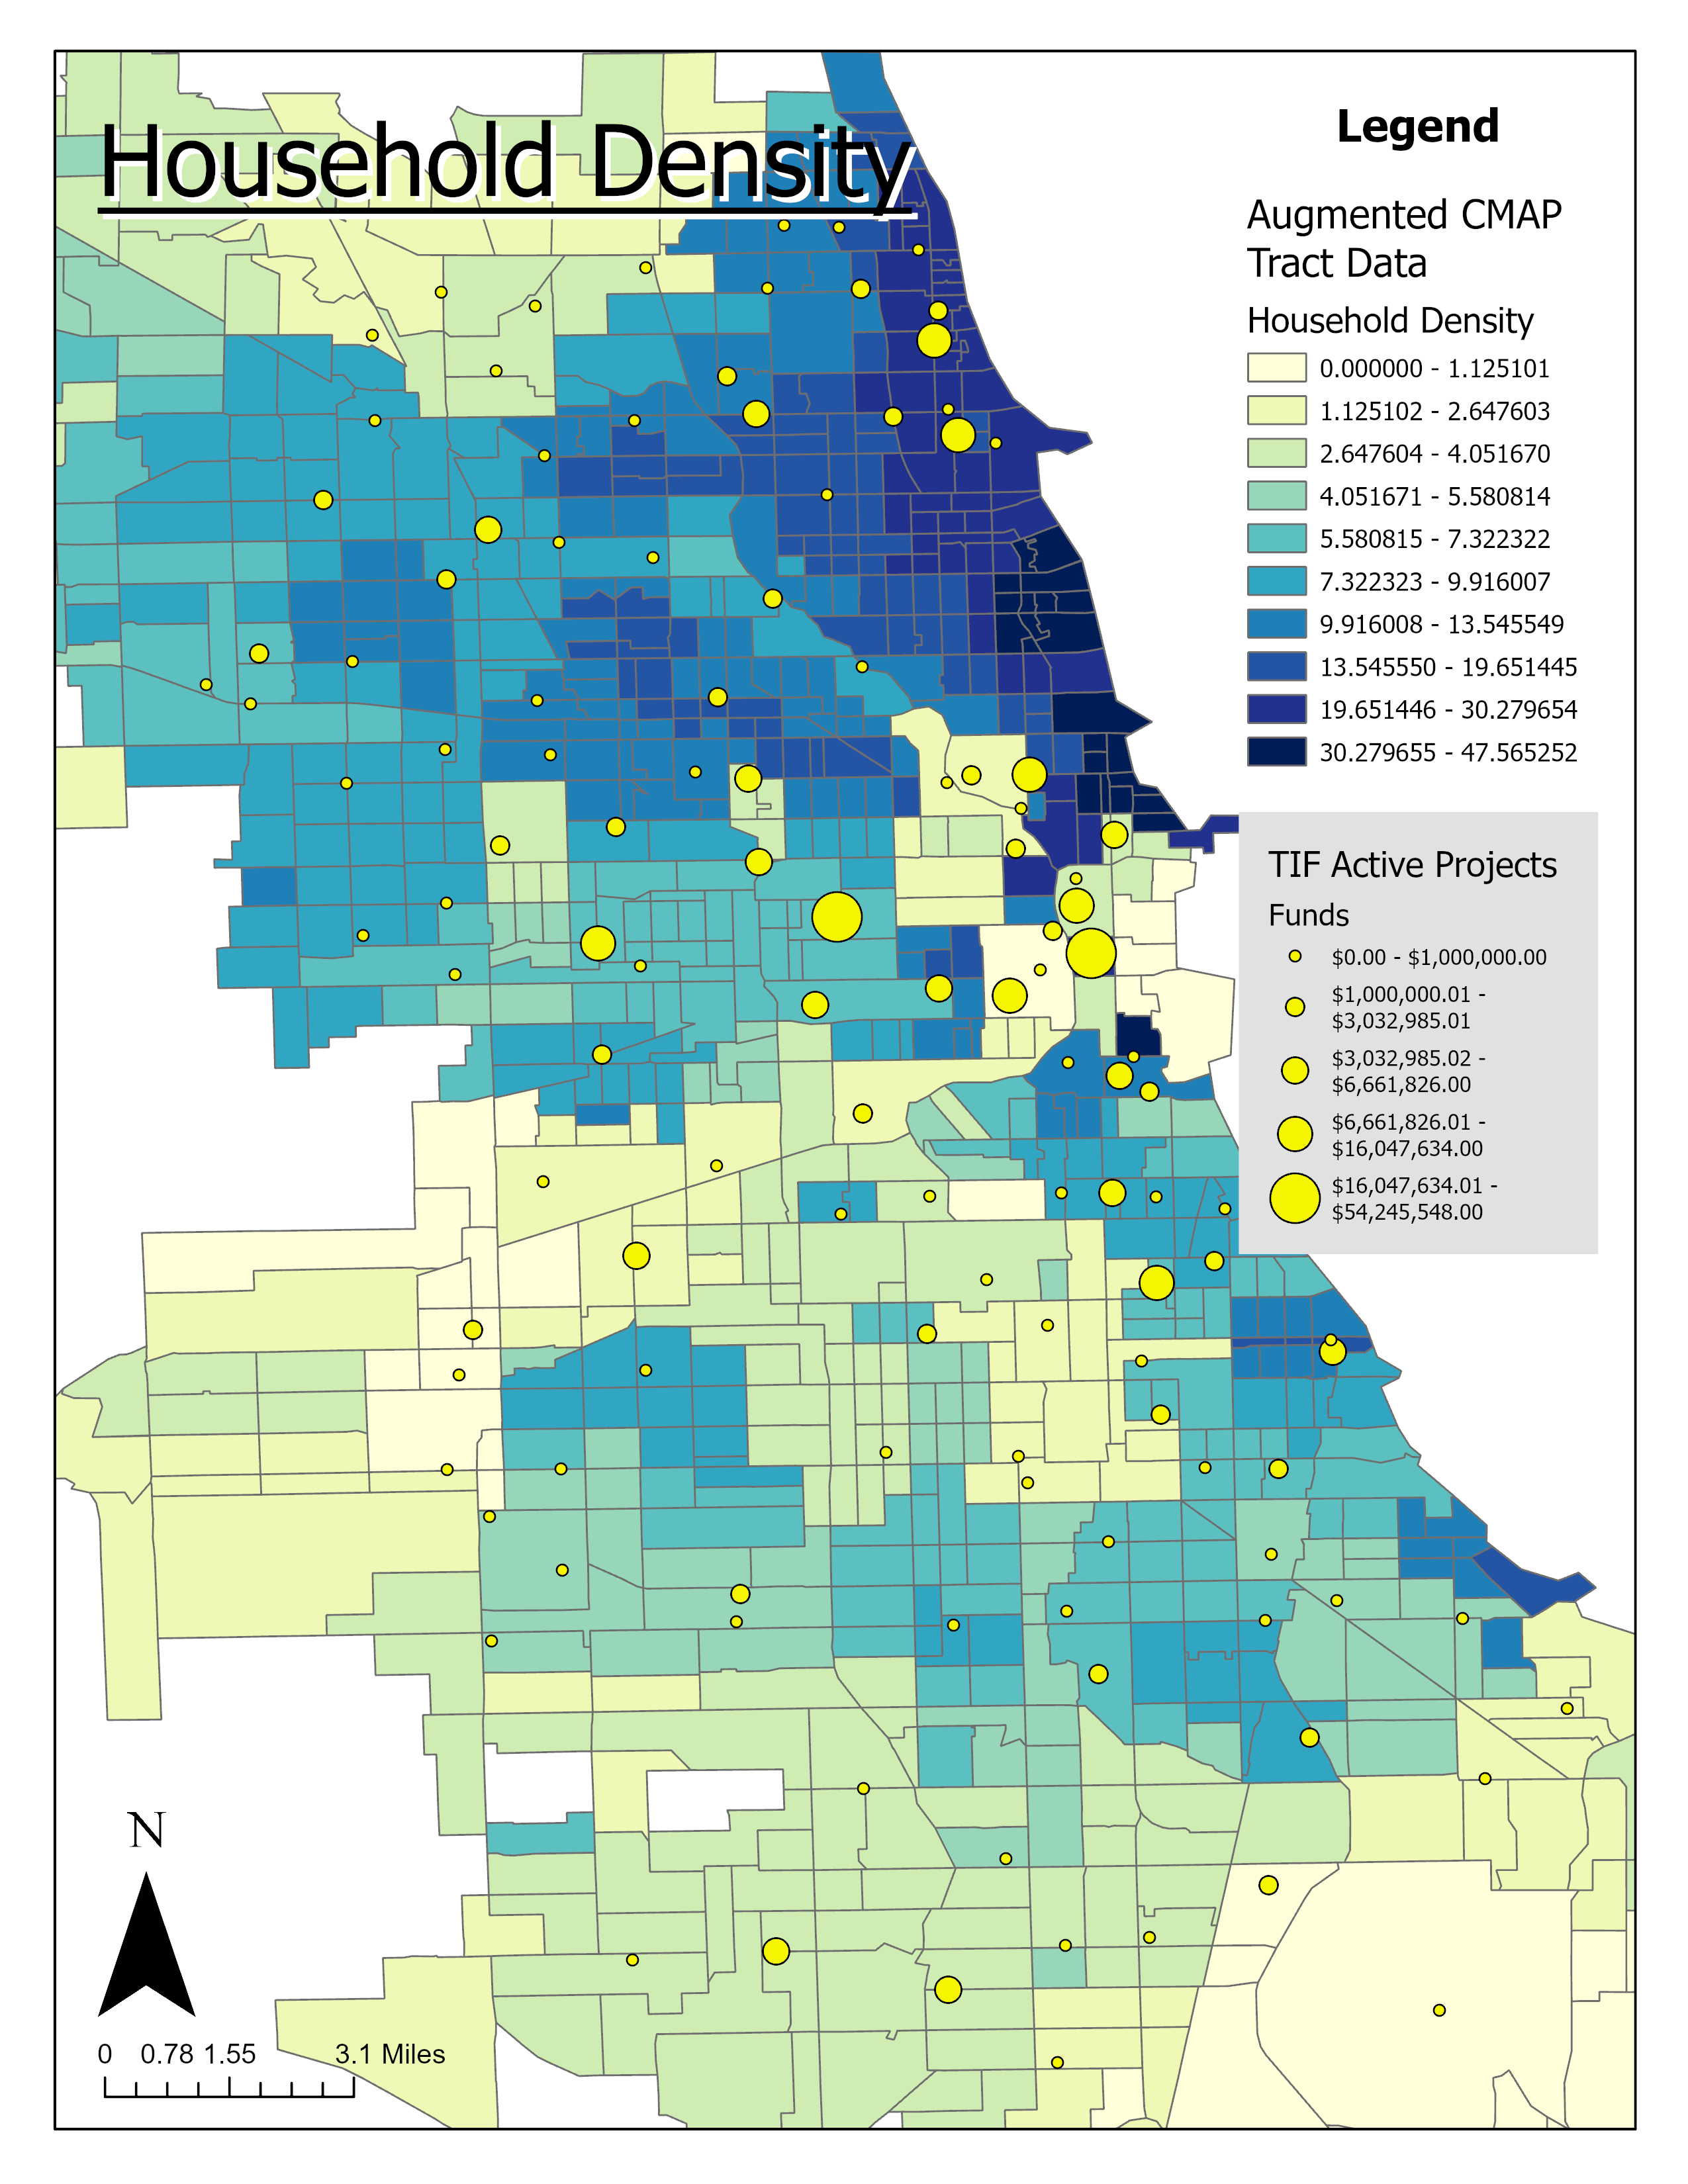 Household Density
Legend
Augmented CMAP
Tract Data
Household Density
0.000000 - 1.125101
1.125102 - 2.647603
2.647604 - 4.051670
4.051671 - 5.580814
5.580815 - 7.322322
7.322323 - 9.916007
9.916008 - 13.545549
13.545550 - 19.651445
19.651446 - 30.279654
30.279655 - 47.565252
TIF Active Projects
Funds
$0.00 - $1,000,000.00
$1,000,000.01 -
$3,032,985.01
$3,032,985.02 -
$6,661,826.00
$6,661,826.01 -
$16,047,634.00
$16,047,634.01 -
$54,245,548.00
N
0 0.78 1.55 3.1 Miles